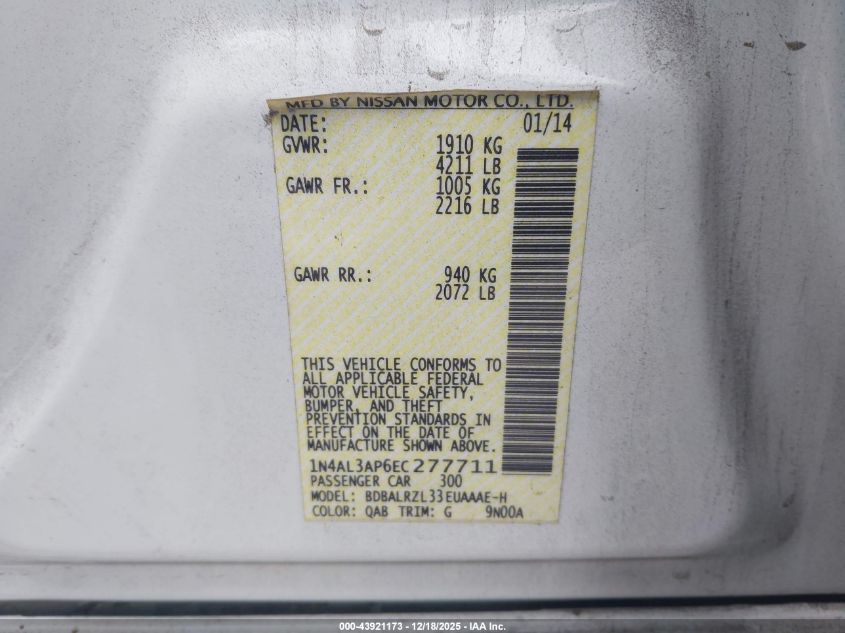 MFD BY NISSAN MOTOR CO., LTD.
DATE: 01/14
GVWR: 1910 KG
4211 LB
GAWR FR.: 1005 KG
2216 LB
GAWR RR.: 940 KG
2072 LB
THIS VEHICLE CONFORMS TO
ALL APPLICABLE FEDERAL
MOTOR VEHICLE SAFETY,
BUMPER, AND THEFT
PREVENTION STANDARDS IN
EFFECT ON THE DATE OF
MANUFACTURE SHOWN ABOVE.
1N4AL3AP6EC277711
PASSENGER CAR 300
MODEL: BDBALRZL33EUAAAE-H
COLOR: QAB TRIM: G 9N00A
000-43921173 — 12/18/2025 — IAA Inc.